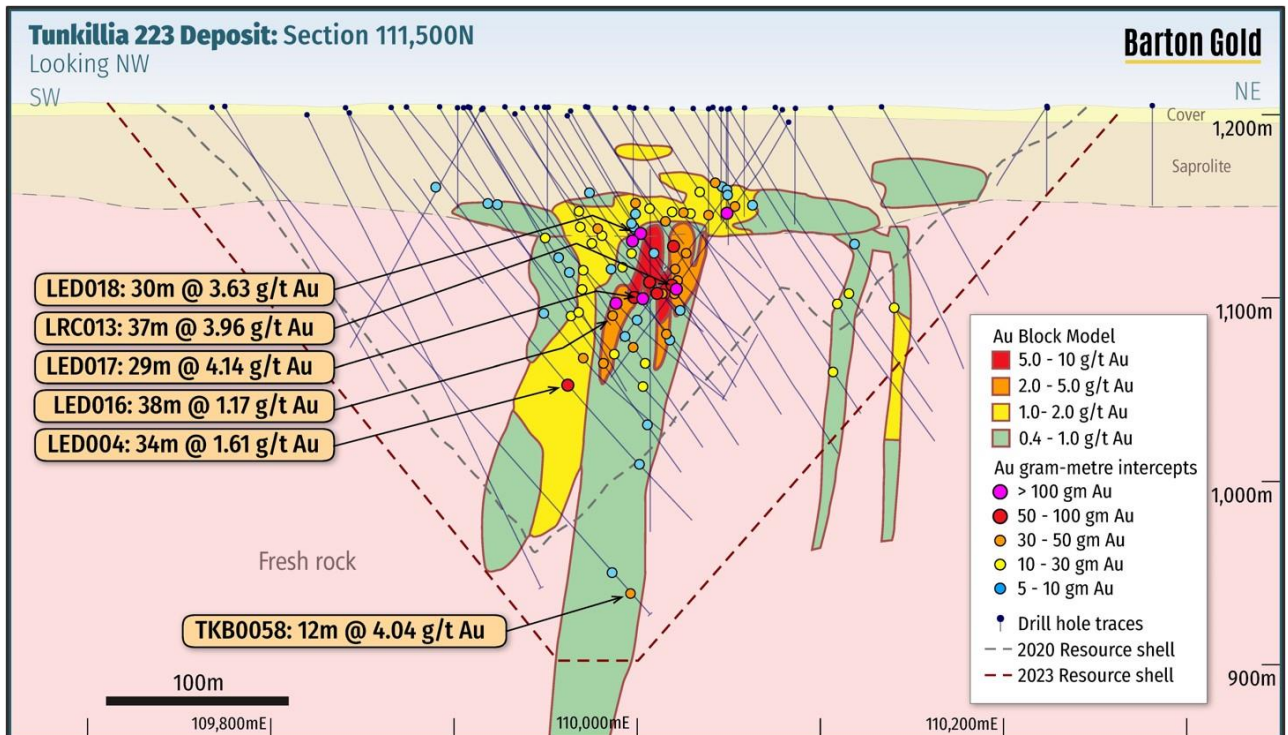 Tunkillia 223 Deposit: Section 111,500N
Looking NW
SW
Barton Gold
NE
Cover
1,200m
Saprolite
LED018: 30m @ 3.63 g/t Au
LRC013: 37m @ 3.96 g/t Au
LED017: 29m @ 4.14 g/t Au
LED016: 38m @ 1.17 g/t Au
LED004: 34m @ 1.61 g/t Au
1,100m
Au Block Model
5.0 - 10 g/t Au
2.0 - 5.0 g/t Au
1.0- 2.0 g/t Au
0.4 - 1.0 g/t Au
Au gram-metre intercepts
> 100 gm Au
50 - 100 gm Au
30 - 50 gm Au
10 - 30 gm Au
5 - 10 gm Au
Drill hole traces
2020 Resource shell
2023 Resource shell
1,000m
Fresh rock
TKB0058: 12m @ 4.04 g/t Au
900m
100m
109,800mE
110,000mE
110,200mE